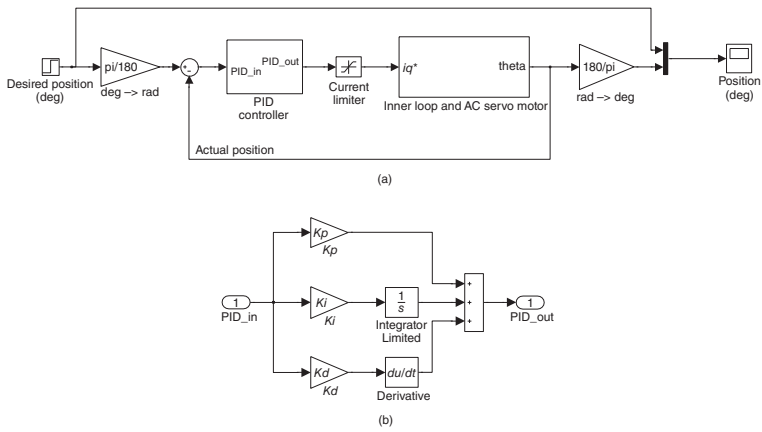 Desired position
(deg)
pi/180
deg –> rad
+
-
PID_in
PID_out
PID
controller
Current
limiter
iq*
theta
Inner loop and AC servo motor
180/pi
rad –> deg
Position
(deg)
Actual position
(a)
Kp
Kp
1
PID_in
Ki
Ki
1
s
Integrator
Limited
+
+
+
1
PID_out
Kd
Kd
du/dt
Derivative
(b)